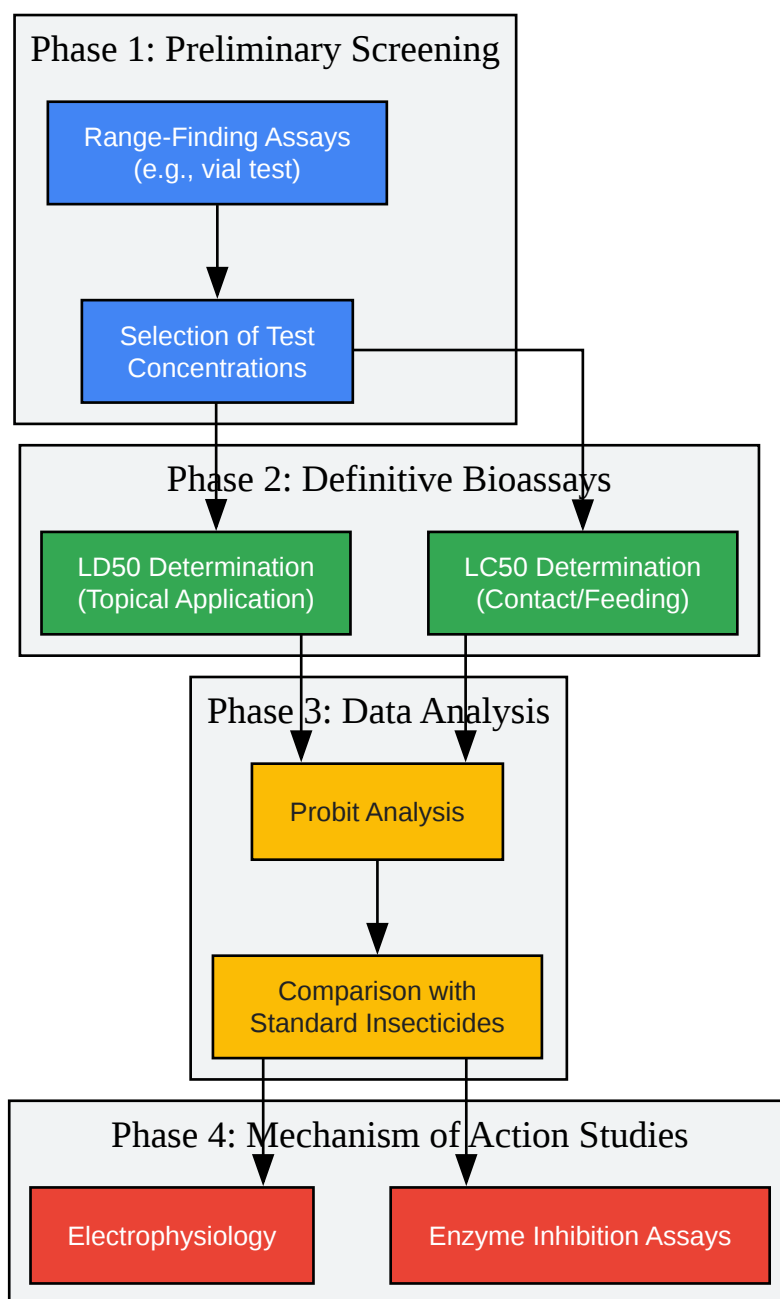 Phase 1: Preliminary Screening
Range-Finding Assays
(e.g., vial test)
Selection of Test
Concentrations
Phase 2: Definitive Bioassays
LD50 Determination
(Topical Application)
LC50 Determination
(Contact/Feeding)
Phase 3: Data Analysis
Probit Analysis
Comparison with
Standard Insecticides
Phase 4: Mechanism of Action Studies
Electrophysiology
Enzyme Inhibition Assays